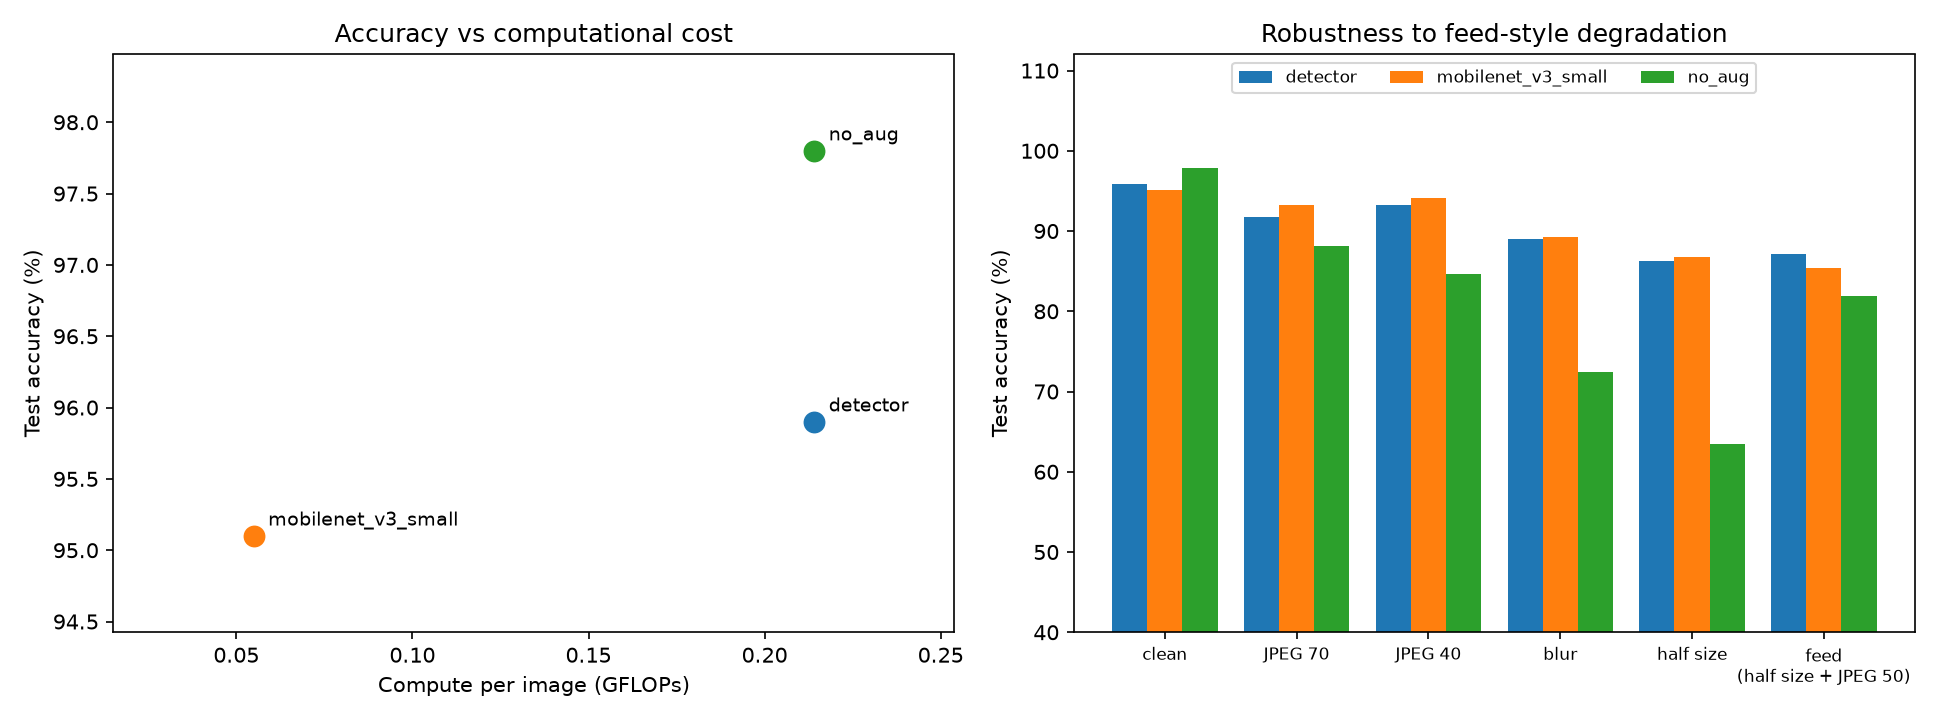 Accuracy vs computational cost
Test accuracy (%)
98.0
97.5
97.0
96.5
96.0
95.5
95.0
94.5
no_aug
detector
mobilenet_v3_small
0.05 0.10 0.15 0.20 0.25
Compute per image (GFLOPs)
Robustness to feed-style degradation
detector mobilenet_v3_small no_aug
Test accuracy (%)
110
100
90
80
70
60
50
40
clean JPEG 70 JPEG 40 blur half size feed
(half size + JPEG 50)